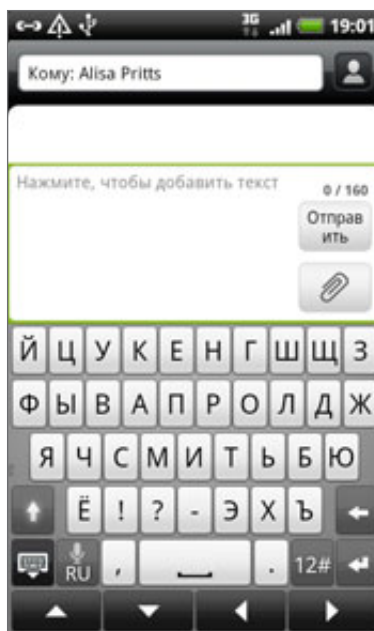 3G 19:01
Кому: Alisa Pritts
Нажмите, чтобы добавить текст
0 / 160
Отправ
ить
Й Ц У К Е Н Г Ш Щ З
Ф Ы В А П Р О Л Д Ж
Я Ч С М И Т Ь Б Ю
Ё ! ? - Э Х Ъ
RU , . 12#